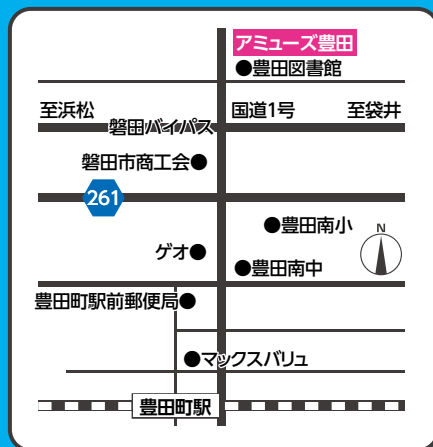 アミューズ豊田
●豊田図書館
至浜松
国道1号
至袋井
磐田バイパス
磐田市商工会●
261
●豊田南小
N
ゲオ●
●豊田南中
豊田町駅前郵便局●
●マックスバリュ
豊田町駅